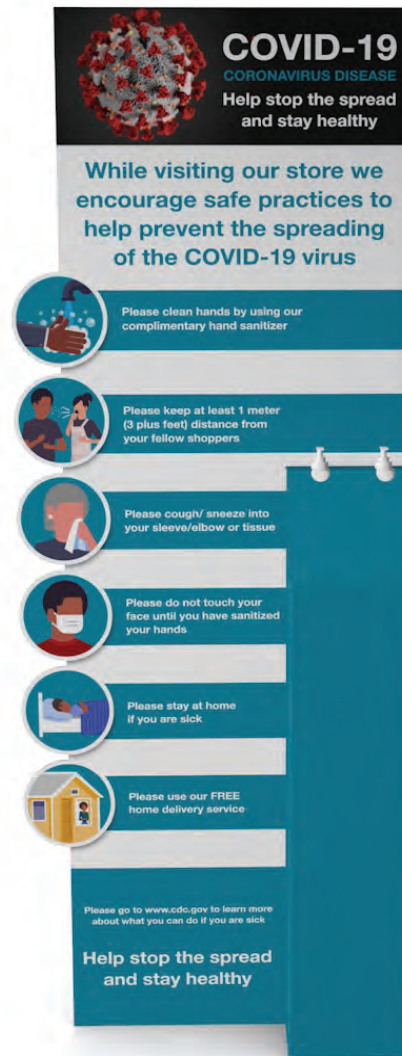 COVID-19
CORONAVIRUS DISEASE
Help stop the spread
and stay healthy
While visiting our store we
encourage safe practices to
help prevent the spreading
of the COVID-19 virus
Please clean hands by using our
complimentary hand sanitizer
Please keep at least 1 meter
(3 plus feet) distance from
your fellow shoppers
Please cough/ sneeze into
your sleeve/elbow or tissue
Please do not touch your
face until you have sanitized
your hands
Please stay at home
if you are sick
Please use our FREE
home delivery service
Please go to www.cdc.gov to learn more
about what you can do if you are sick
Help stop the spread
and stay healthy